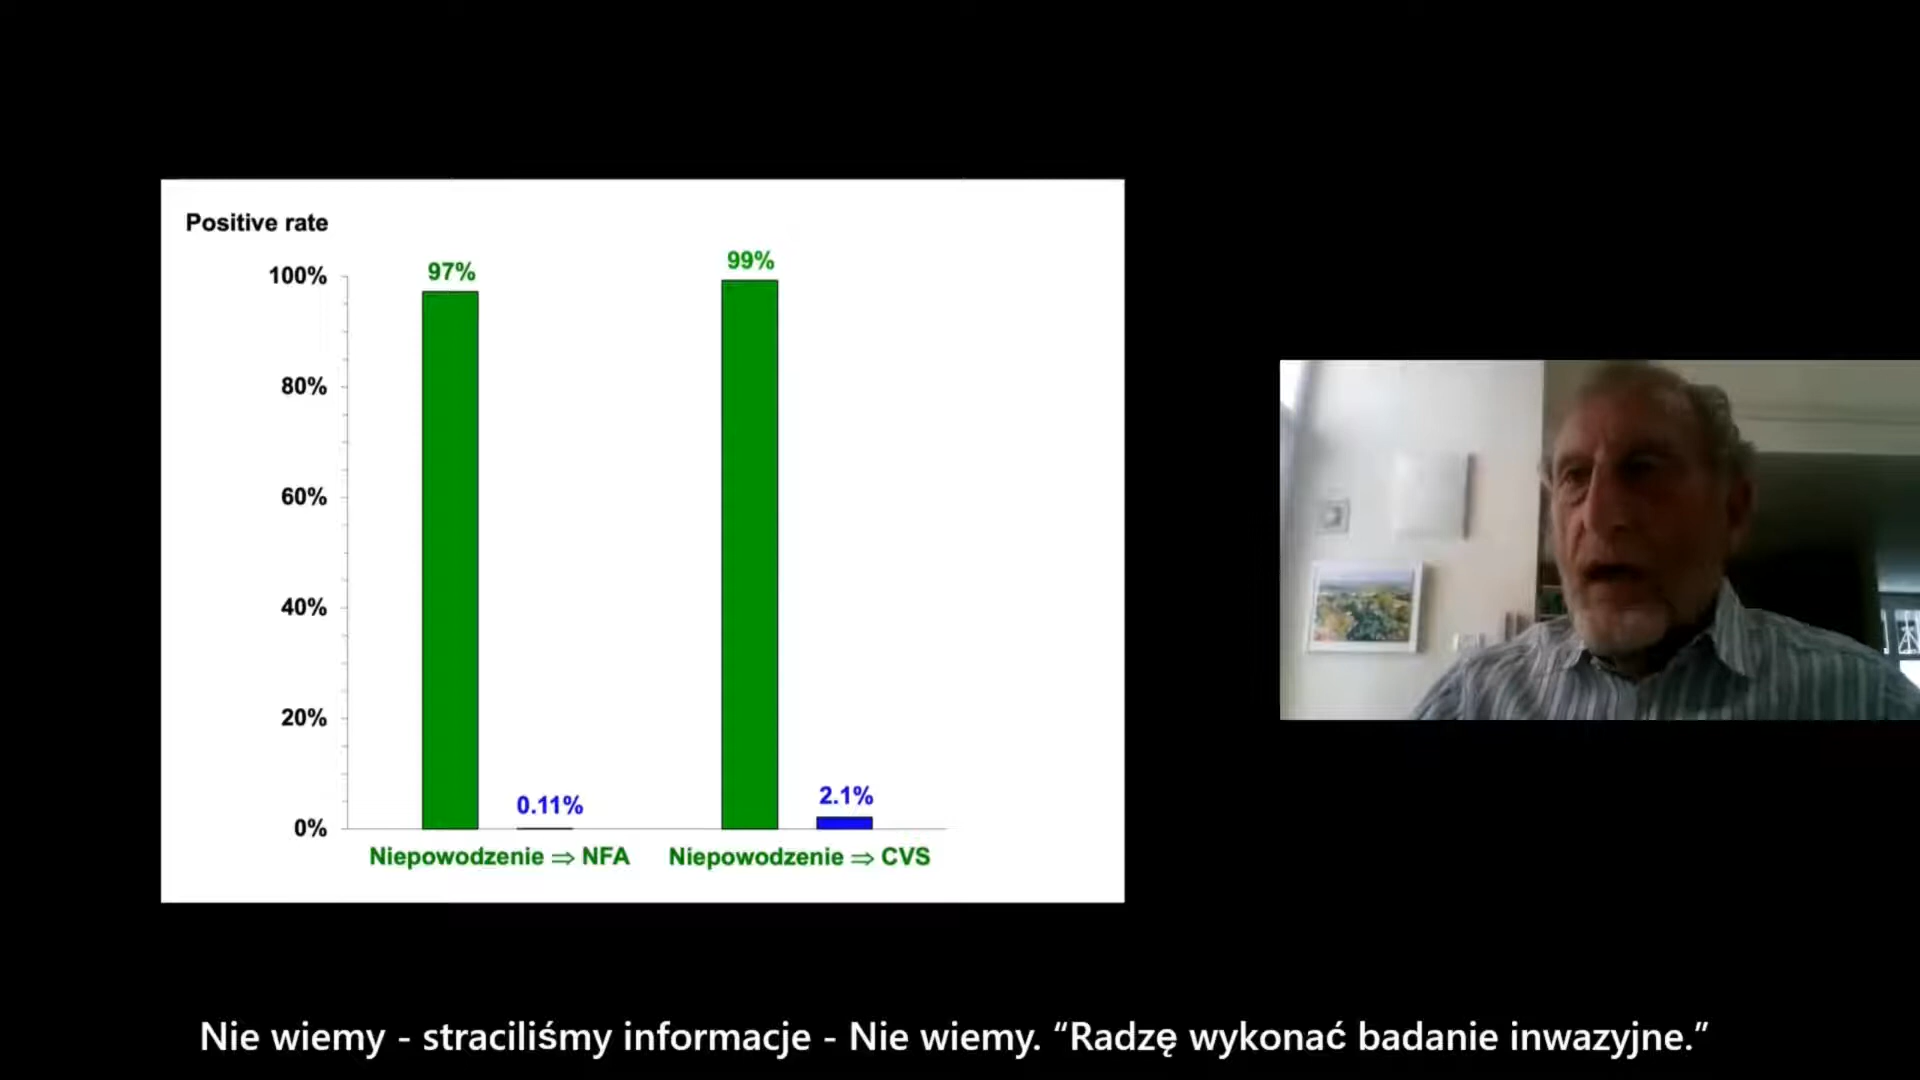 Positive rate
100%
80%
60%
40%
20%
0%
97%
0.11%
99%
2.1%
Niepowodzenie ⇒ NFA
Niepowodzenie ⇒ CVS
Nie wiemy - straciliśmy informacje - Nie wiemy. “Radzę wykonać badanie inwazyjne.”